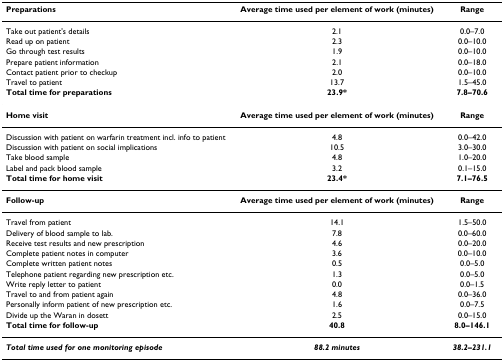 Preparations Average time used per element of work (minutes) Range
Take out patient's details 2.1 0.0–7.0
Read up on patient 2.3 0.0–10.0
Go through test results 1.9 0.0–10.0
Prepare patient information 2.1 0.0–18.0
Contact patient prior to checkup 2.0 0.0–10.0
Travel to patient 13.7 1.5–45.0
Total time for preparations 23.9* 7.8–70.6
Home visit Average time used per element of work (minutes) Range
Discussion with patient on warfarin treatment incl. info to patient 4.8 0.0–42.0
Discussion with patient on social implications 10.5 3.0–30.0
Take blood sample 4.8 1.0–20.0
Label and pack blood sample 3.2 0.1–15.0
Total time for home visit 23.4* 7.1–76.5
Follow-up Average time used per element of work (minutes) Range
Travel from patient 14.1 1.5–50.0
Delivery of blood sample to lab. 7.8 0.0–60.0
Receive test results and new prescription 4.6 0.0–20.0
Complete patient notes in computer 3.6 0.0–10.0
Complete written patient notes 0.5 0.0–5.0
Telephone patient regarding new prescription etc. 1.3 0.0–5.0
Write reply letter to patient 0.0 0.0–1.5
Travel to and from patient again 4.8 0.0–36.0
Personally inform patient of new prescription etc. 1.6 0.0–7.5
Divide up the Waran in dosett 2.5 0.0–15.0
Total time for follow-up 40.8 8.0–146.1
Total time used for one monitoring episode 88.2 minutes 38.2–231.1